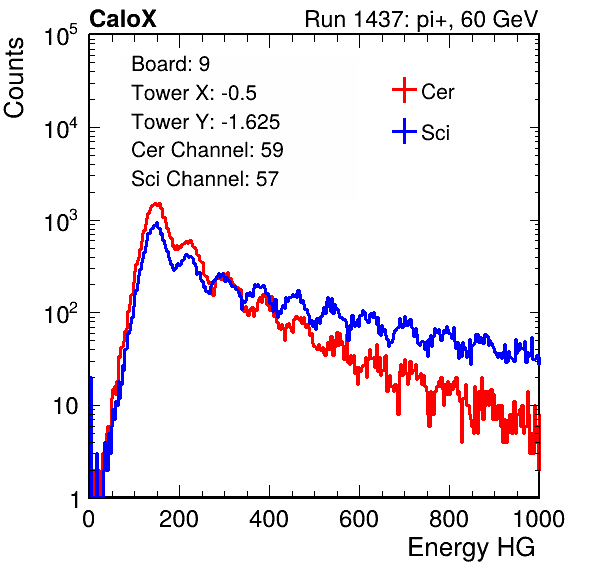 CaloX Run 1437: pi+, 60 GeV
Counts
Board: 9
Tower X: -0.5
Tower Y: -1.625
Cer Channel: 59
Sci Channel: 57
Cer
Sci
10^5
10^4
10^3
10^2
10
1
0 200 400 600 800 1000
Energy HG